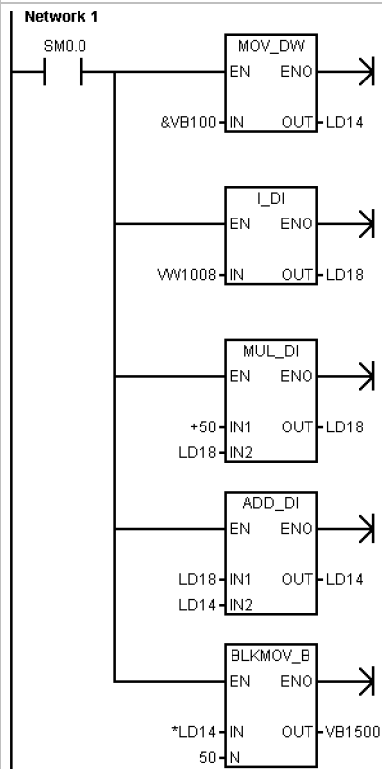 Network 1
SM0.0
MOV_DW
EN ENO
&VB100 IN OUT LD14
I_DI
EN ENO
VW1008 IN OUT LD18
MUL_DI
EN ENO
+50 IN1 OUT LD18
LD18 IN2
ADD_DI
EN ENO
LD18 IN1 OUT LD14
LD14 IN2
BLKMOV_B
EN ENO
*LD14 IN OUT VB1500
50 N